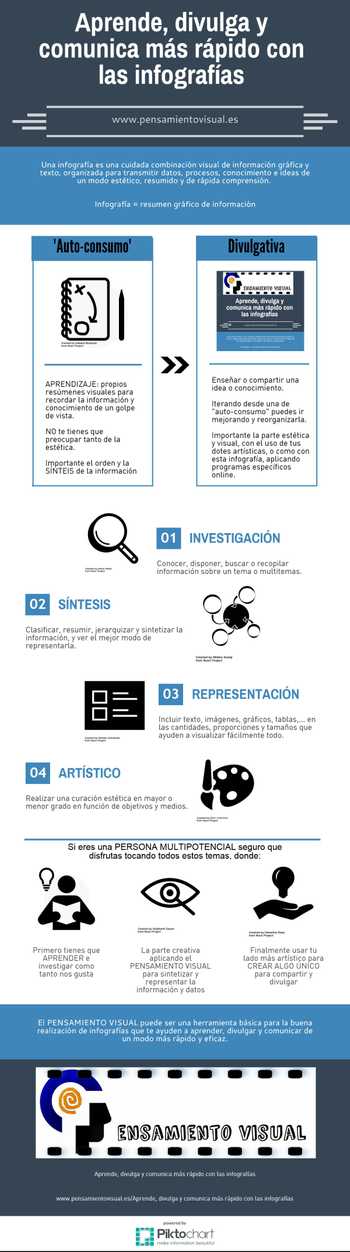 Aprende, divulga y
comunica más rápido con
las infografías
www.pensamientovisual.es
Una infografía es una cuidada combinación visual de información gráfica y
texto, organizada para transmitir datos, procesos, conocimiento e ideas de
un modo estético, resumido y de rápida comprensión.
Infografía = resumen gráfico de información
'Auto-consumo'
APRENDIZAJE: propios
resúmenes visuales para
recordar la información y
conocimiento de un golpe
de vista.
NO te tienes que
preocupar tanto de la
estética.
Importante el orden y la
SÍNTEIS de la información
Divulgativa
ENSAMIENTO VISUAL
Aprende, divulga y
comunica más rápido con
las infografías
Enseñar o compartir una
idea o conocimiento.
Iterando desde una de
"auto-consumo" puedes ir
mejorando y reorganizarla.
Importante la parte estética
y visual, con el uso de tus
dotes artísticas, o como con
esta infografía, aplicando
programas específicos
online.
01 INVESTIGACIÓN
Conocer, disponer, buscar o recopilar
información sobre un tema o multitemas.
02 SÍNTESIS
Clasificar, resumir, jerarquizar y sintetizar la
información, y ver el mejor modo de
representarla.
03 REPRESENTACIÓN
Incluir texto, imágenes, gráficos, tablas,... en
las cantidades, proporciones y tamaños que
ayuden a visualizar fácilmente todo.
04 ARTÍSTICO
Realizar una curación estética en mayor o
menor grado en función de objetivos y medios.
Si eres una PERSONA MULTIPOTENCIAL seguro que
disfrutas tocando todos estos temas, donde:
Primero tienes que
APRENDER e
investigar como
tanto nos gusta
La parte creativa
aplicando el
PENSAMIENTO VISUAL
para sintetizar y
representar la
información y datos
Finalmente usar tu
lado más artístico para
CREAR ALGO ÚNICO
para compartir y
divulgar
El PENSAMIENTO VISUAL puede ser una herramienta básica para la buena
realización de infografías que te ayuden a aprender, divulgar y comunicar de
un modo más rápido y eficaz.
ENSAMIENTO VISUAL
Aprende, divulga y comunica más rápido con las infografías
www.pensamientovisual.es/Aprende, divulga y comunica más rápido con las infografías
powered by
Piktochart
make information beautiful